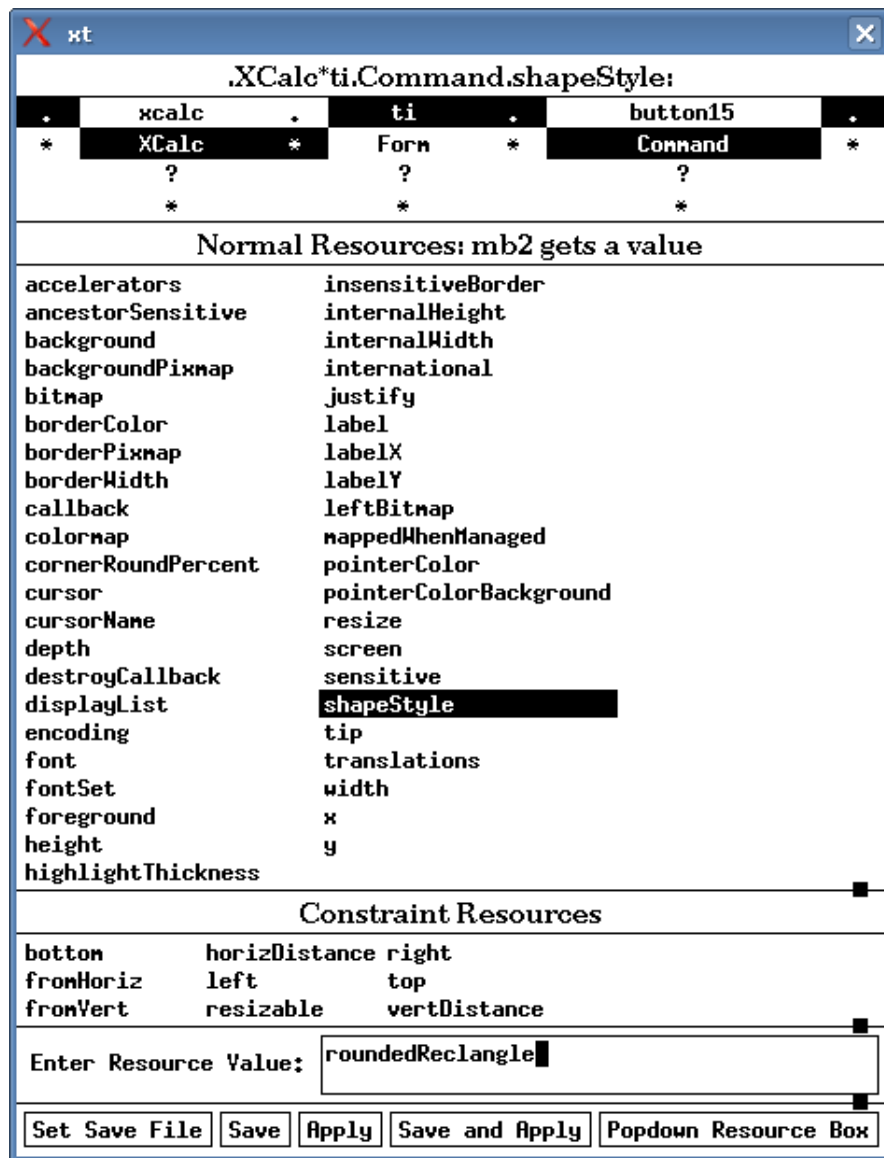 xt
.XCalc*ti.Command.shapeStyle:
. xcalc . ti . button15 .
* XCalc * Form * Command *
? ? ?
* * *
Normal Resources: mb2 gets a value
accelerators insensitiveBorder
ancestorSensitive internalHeight
background internalWidth
backgroundPixmap international
bitmap justify
borderColor label
borderPixmap labelX
borderWidth labelY
callback leftBitmap
colormap mappedWhenManaged
cornerRoundPercent pointerColor
cursor pointerColorBackground
cursorName resize
depth screen
destroyCallback sensitive
displayList shapeStyle
encoding tip
font translations
fontSet width
foreground x
height y
highlightThickness
Constraint Resources
bottom horizDistance right
fromHoriz left top
fromVert resizable vertDistance
Enter Resource Value: roundedReclangle
Set Save File Save Apply Save and Apply Popdown Resource Box